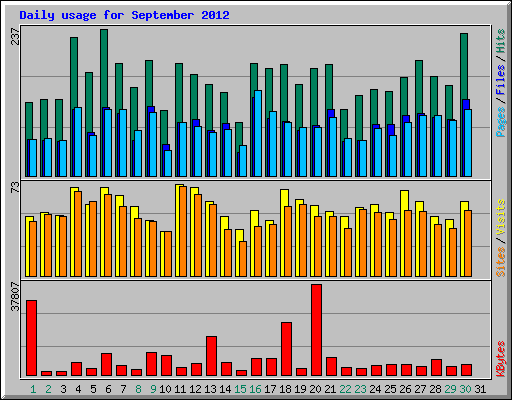 Daily usage for September 2012
237
Pages / Files / Hits
73
Sites / Visits
37807
KBytes
1 2 3 4 5 6 7 8 9 10 11 12 13 14 15 16 17 18 19 20 21 22 23 24 25 26 27 28 29 30 31